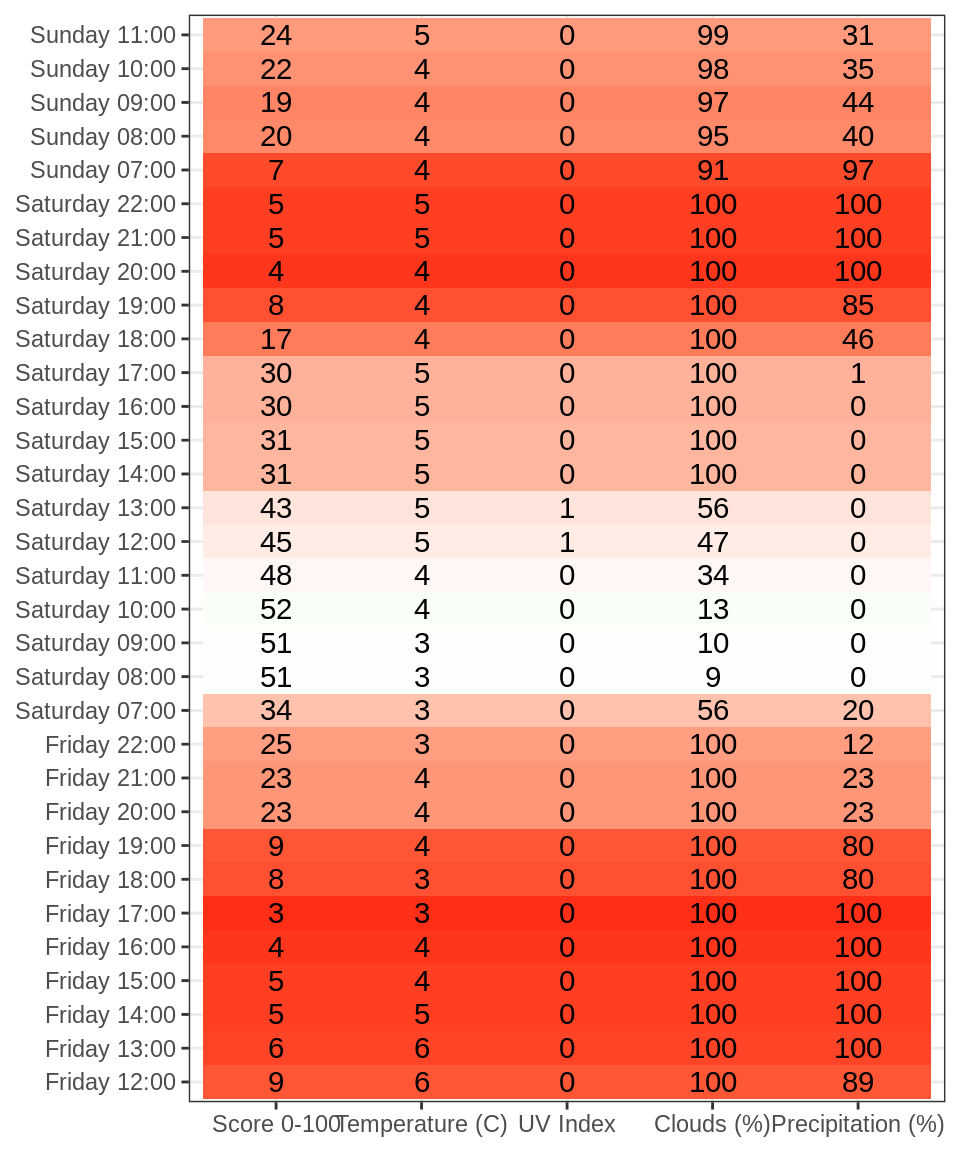 Sunday 11:00 24 5 0 99 31
Sunday 10:00 22 4 0 98 35
Sunday 09:00 19 4 0 97 44
Sunday 08:00 20 4 0 95 40
Sunday 07:00 7 4 0 91 97
Saturday 22:00 5 5 0 100 100
Saturday 21:00 5 5 0 100 100
Saturday 20:00 4 4 0 100 100
Saturday 19:00 8 4 0 100 85
Saturday 18:00 17 4 0 100 46
Saturday 17:00 30 5 0 100 1
Saturday 16:00 30 5 0 100 0
Saturday 15:00 31 5 0 100 0
Saturday 14:00 31 5 0 100 0
Saturday 13:00 43 5 1 56 0
Saturday 12:00 45 5 1 47 0
Saturday 11:00 48 4 0 34 0
Saturday 10:00 52 4 0 13 0
Saturday 09:00 51 3 0 10 0
Saturday 08:00 51 3 0 9 0
Saturday 07:00 34 3 0 56 20
Friday 22:00 25 3 0 100 12
Friday 21:00 23 4 0 100 23
Friday 20:00 23 4 0 100 23
Friday 19:00 9 4 0 100 80
Friday 18:00 8 3 0 100 80
Friday 17:00 3 3 0 100 100
Friday 16:00 4 4 0 100 100
Friday 15:00 5 4 0 100 100
Friday 14:00 5 5 0 100 100
Friday 13:00 6 6 0 100 100
Friday 12:00 9 6 0 100 89
Score 0-100 Temperature (C) UV Index Clouds (%) Precipitation (%)